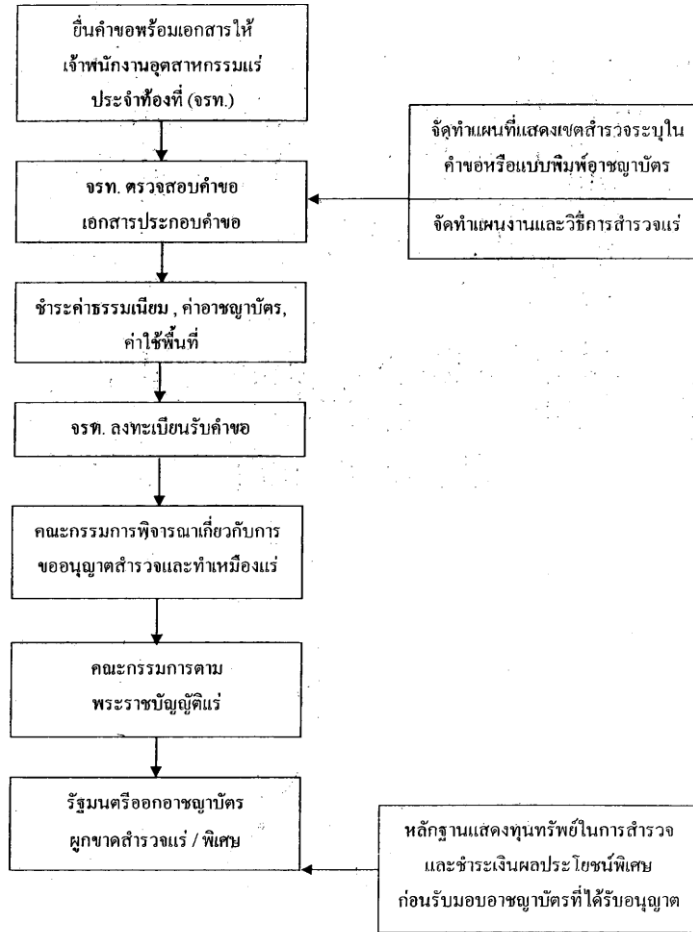 ยื่นคำขอพร้อมเอกสารให้
เจ้าพนักงานอุตสาหกรรมแร่
ประจำท้องที่ (จรท.)
จัดทำแผนที่แสดงเขตสำรวจระบุใน
คำขอหรือแบบพิมพ์อาชญาบัตร
จัดทำแผนงานและวิธีการสำรวจแร่
จรท. ตรวจสอบคำขอ
เอกสารประกอบคำขอ
ชำระค่าธรรมเนียม , ค่าอาชญาบัตร,
ค่าใช้พื้นที่
จรท. ลงทะเบียนรับคำขอ
คณะกรรมการพิจารณาเกี่ยวกับการ
ขออนุญาตสำรวจและทำเหมืองแร่
คณะกรรมการตาม
พระราชบัญญัติแร่
รัฐมนตรีออกอาชญาบัตร
ผูกขาดสำรวจแร่ / พิเศษ
หลักฐานแสดงทุนทรัพย์ในการสำรวจ
และชำระเงินผลประโยชน์พิเศษ
ก่อนรับมอบอาชญาบัตรที่ได้รับอนุญาต